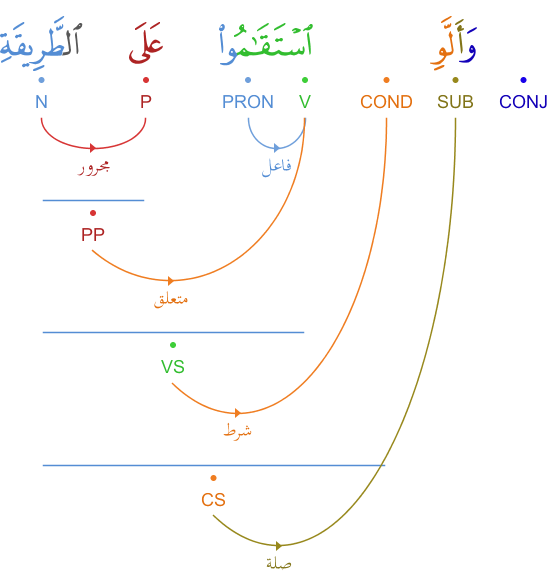 وَأَلَّوِ ٱسْتَقَـٰمُوا۟ عَلَى ٱلطَّرِيقَةِ
N P PRON V COND SUB CONJ
مجرور فاعل
PP
متعلق
VS
شرط
CS
صلة